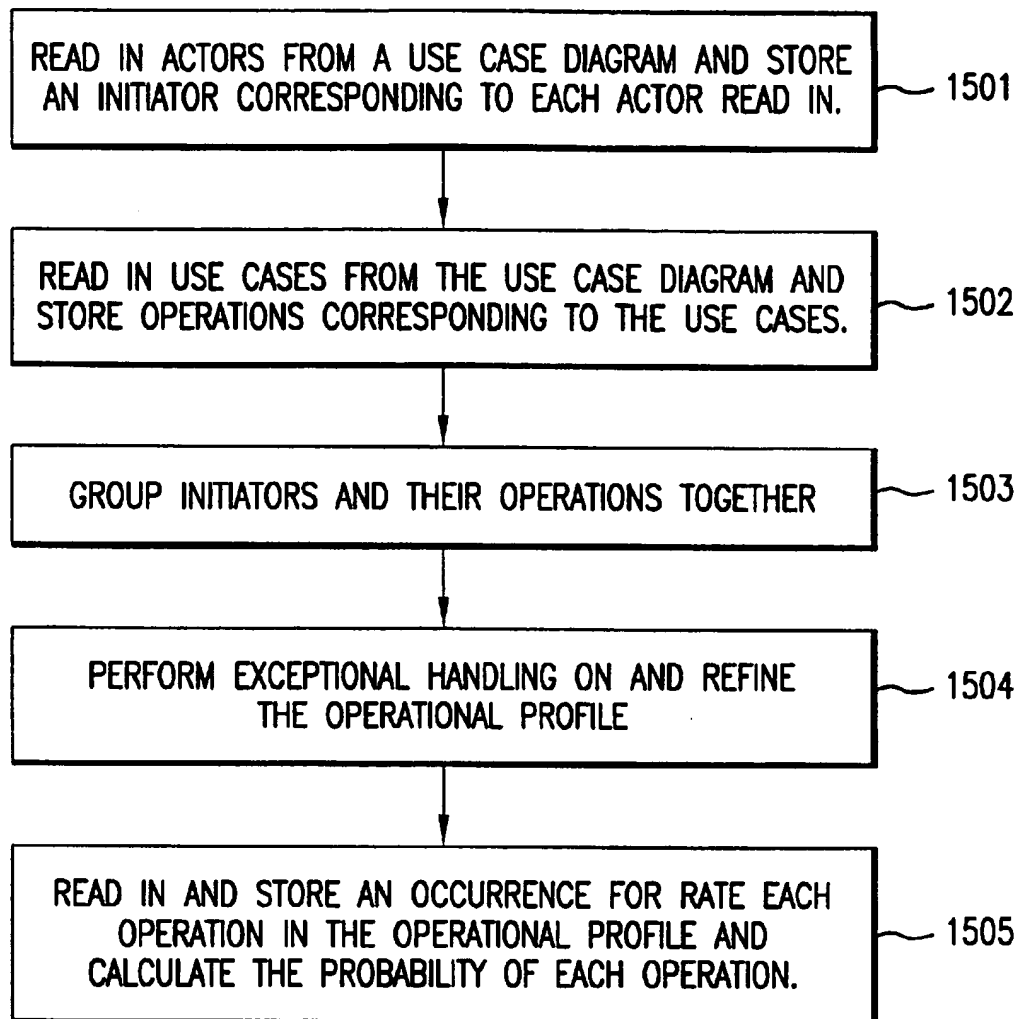 READ IN ACTORS FROM A USE CASE DIAGRAM AND STORE
AN INITIATOR CORRESPONDING TO EACH ACTOR READ IN.
1501
READ IN USE CASES FROM THE USE CASE DIAGRAM AND
STORE OPERATIONS CORRESPONDING TO THE USE CASES.
1502
GROUP INITIATORS AND THEIR OPERATIONS TOGETHER
1503
PERFORM EXCEPTIONAL HANDLING ON AND REFINE
THE OPERATIONAL PROFILE
1504
READ IN AND STORE AN OCCURRENCE FOR RATE EACH
OPERATION IN THE OPERATIONAL PROFILE AND
CALCULATE THE PROBABILITY OF EACH OPERATION.
1505